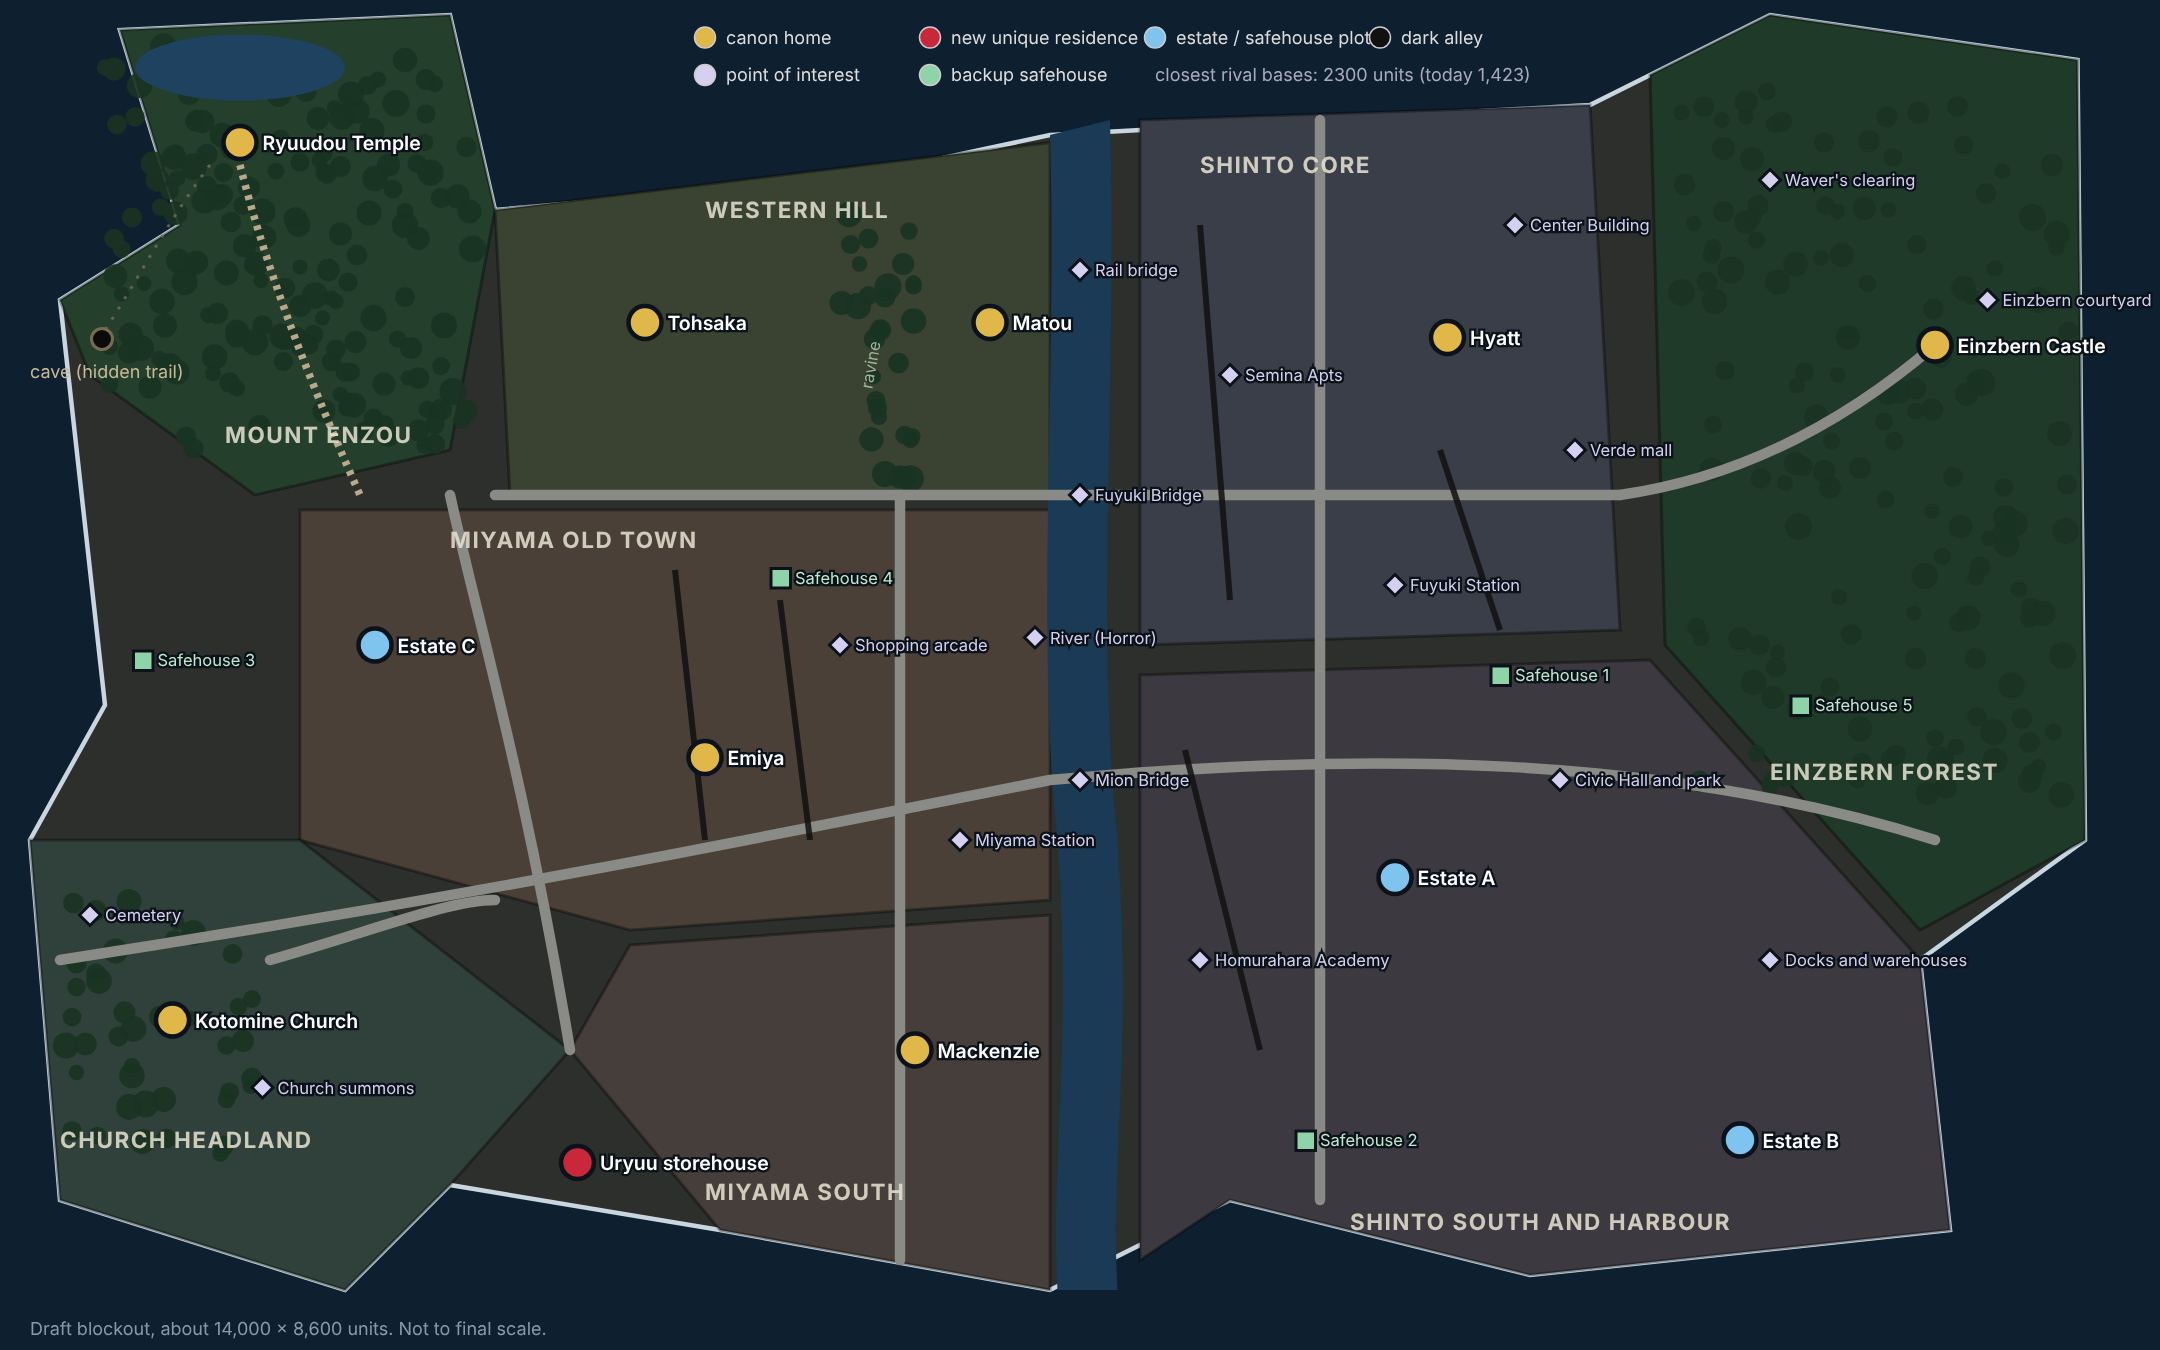 canon home
new unique residence
estate / safehouse plot
dark alley
point of interest
backup safehouse
closest rival bases: 2300 units (today 1,423)
Ryuudou Temple
SHINTO CORE
Waver's clearing
WESTERN HILL
Center Building
Rail bridge
Einzbern courtyard
Tohsaka
Matou
Hyatt
Einzbern Castle
cave (hidden trail)
ravine
Semina Apts
MOUNT ENZOU
Verde mall
Fuyuki Bridge
MIYAMA OLD TOWN
Safehouse 4
Fuyuki Station
Estate C
Shopping arcade
River (Horror)
Safehouse 3
Safehouse 1
Safehouse 5
Emiya
Mion Bridge
Civic Hall and park
EINZBERN FOREST
Miyama Station
Estate A
Cemetery
Homurahara Academy
Docks and warehouses
Kotomine Church
Mackenzie
Church summons
CHURCH HEADLAND
Safehouse 2
Estate B
Uryuu storehouse
MIYAMA SOUTH
SHINTO SOUTH AND HARBOUR
Draft blockout, about 14,000 × 8,600 units. Not to final scale.